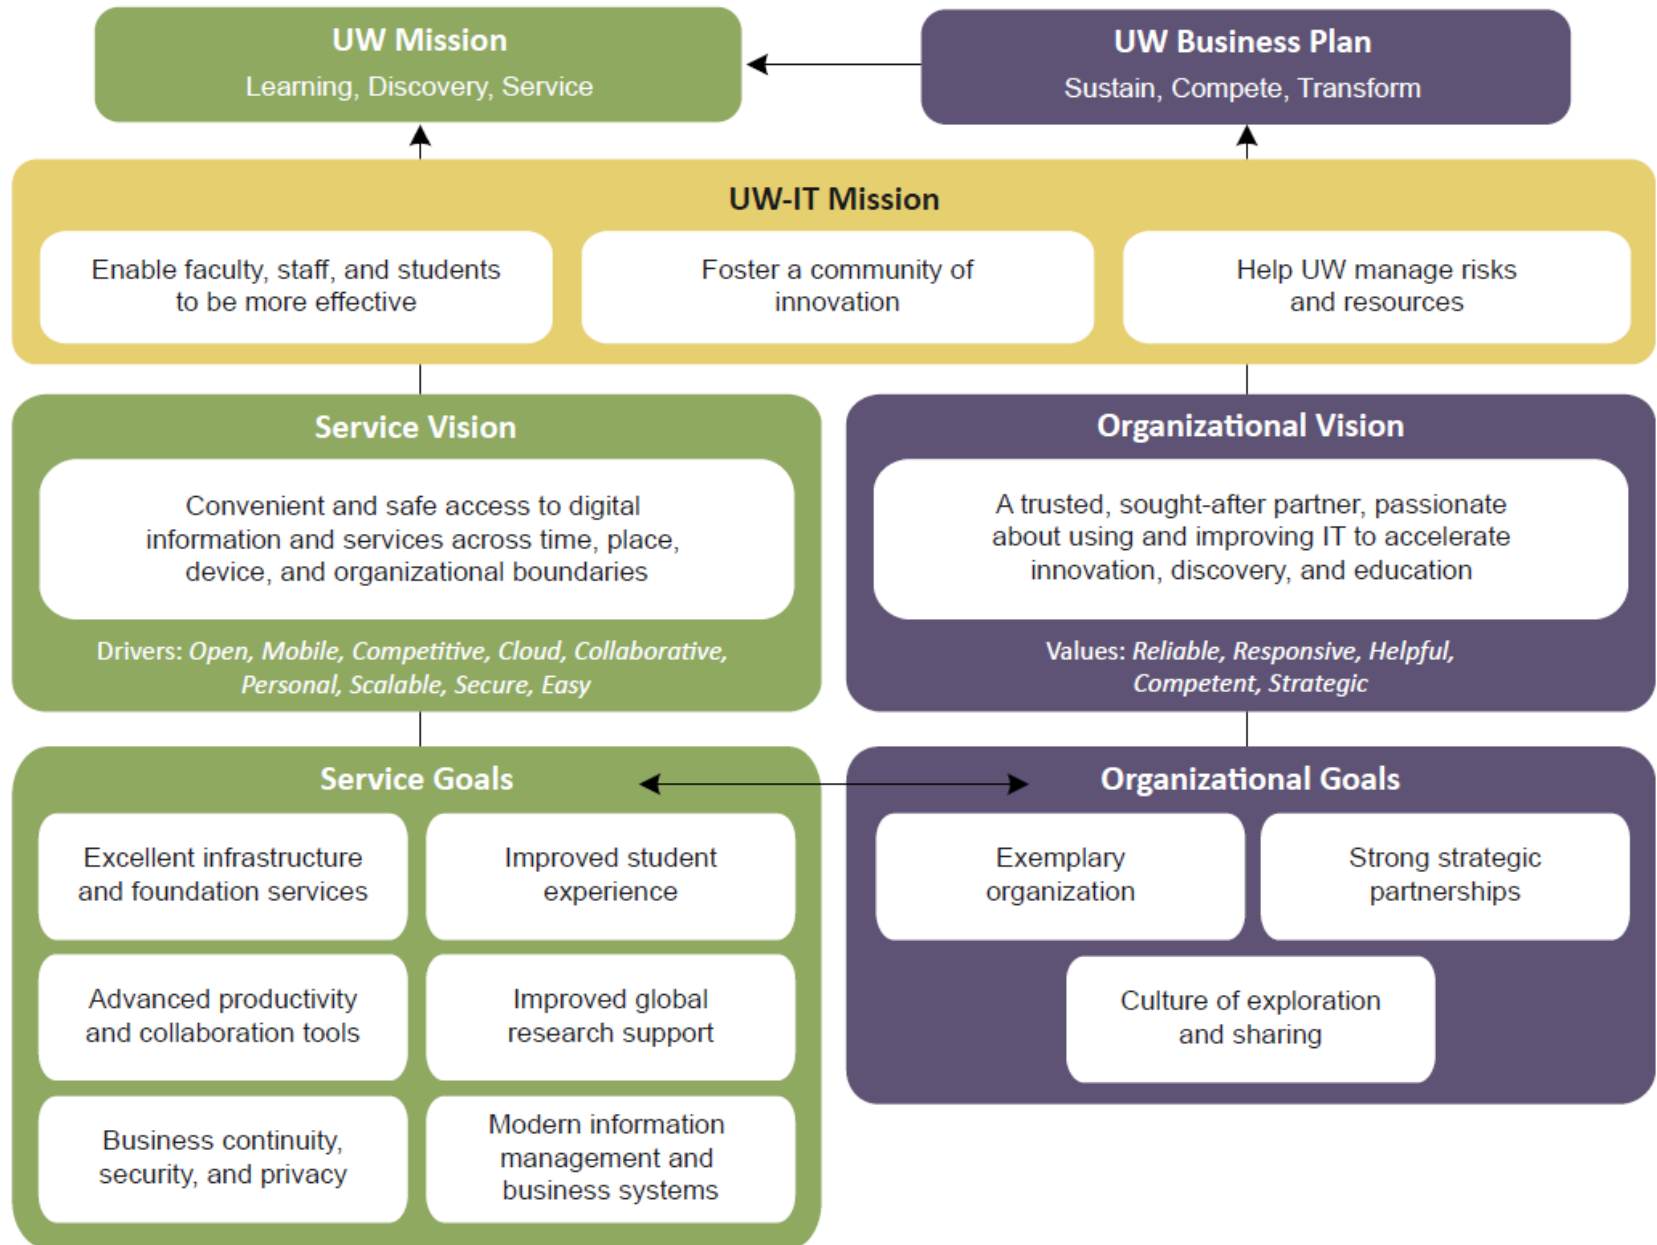 UW Mission
Learning, Discovery, Service
UW Business Plan
Sustain, Compete, Transform
UW-IT Mission
Enable faculty, staff, and students
to be more effective
Foster a community of
innovation
Help UW manage risks
and resources
Service Vision
Convenient and safe access to digital
information and services across time, place,
device, and organizational boundaries
Drivers: Open, Mobile, Competitive, Cloud, Collaborative,
Personal, Scalable, Secure, Easy
Organizational Vision
A trusted, sought-after partner, passionate
about using and improving IT to accelerate
innovation, discovery, and education
Values: Reliable, Responsive, Helpful,
Competent, Strategic
Service Goals
Excellent infrastructure
and foundation services
Improved student
experience
Advanced productivity
and collaboration tools
Improved global
research support
Business continuity,
security, and privacy
Modern information
management and
business systems
Organizational Goals
Exemplary
organization
Strong strategic
partnerships
Culture of exploration
and sharing